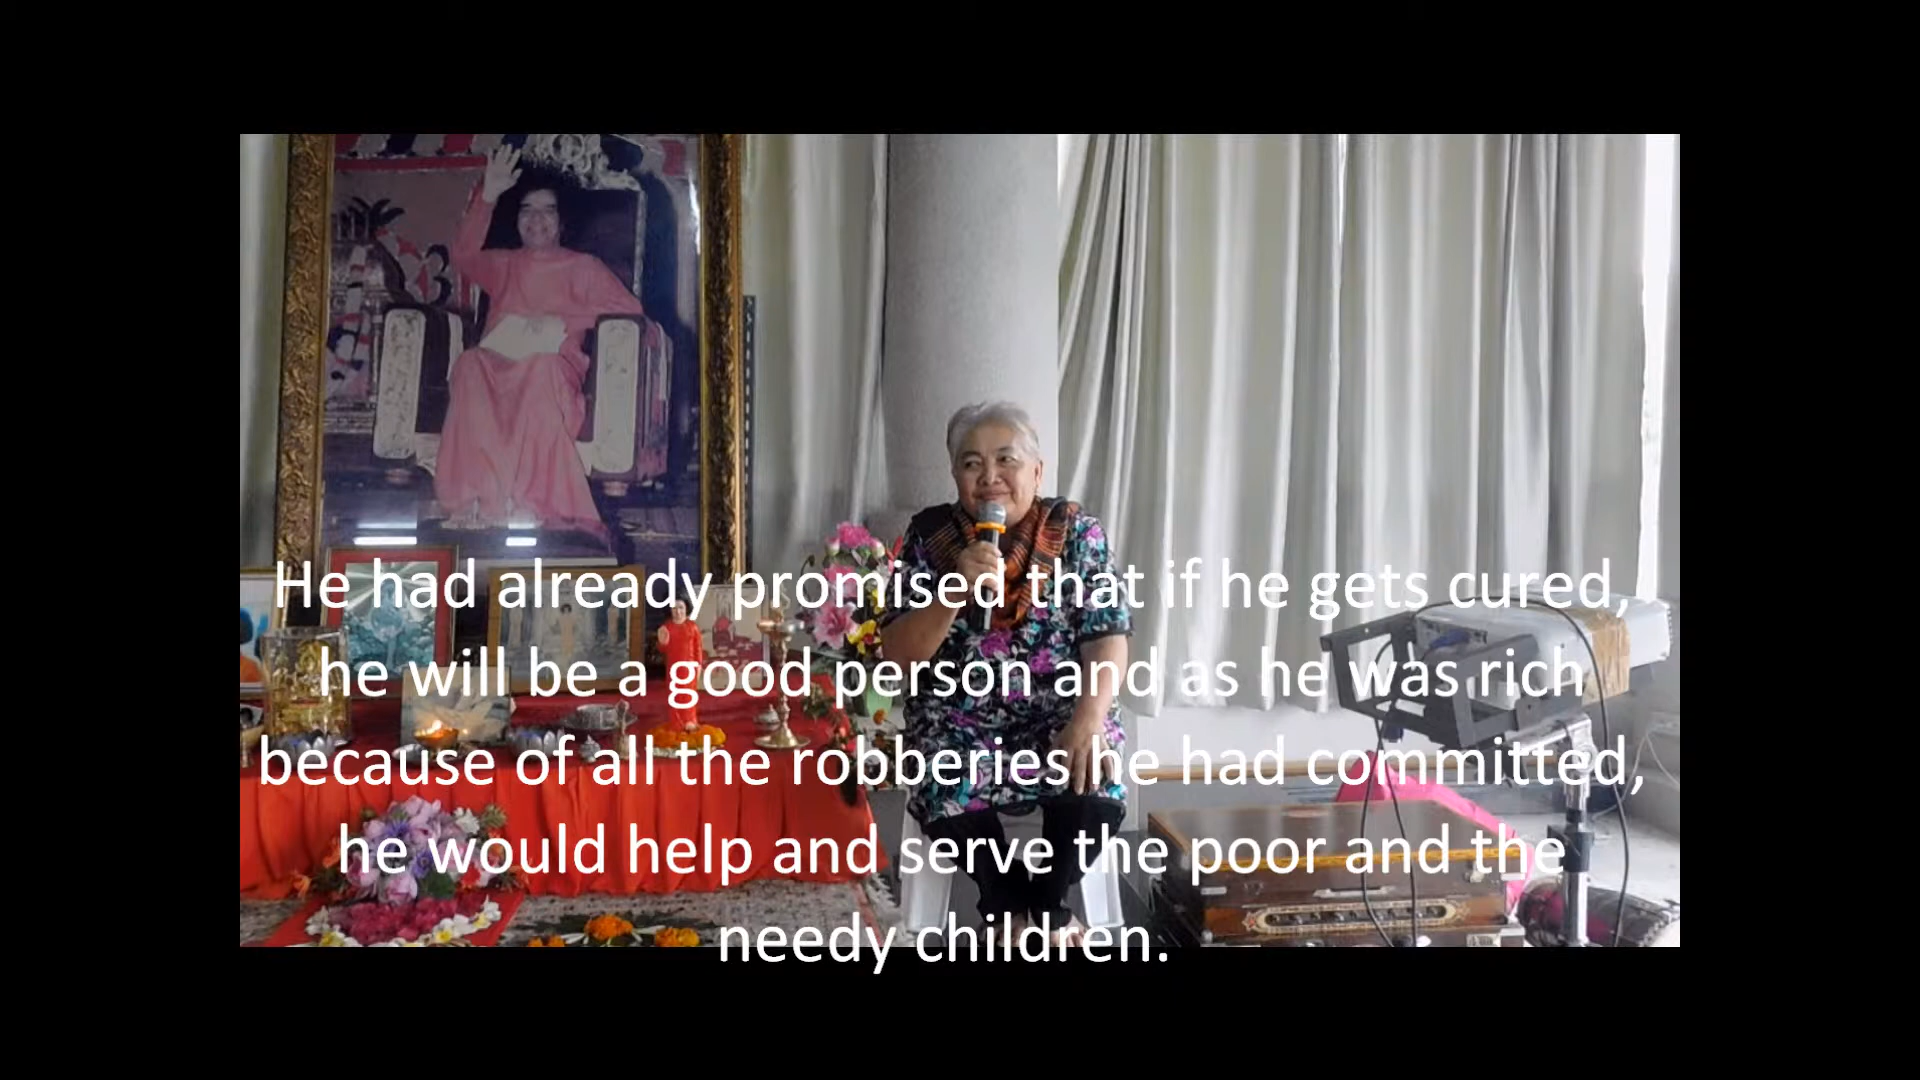 He had already promised that if he gets cured,
he will be a good person and as he was rich
because of all the robberies he had committed,
he would help and serve the poor and the
needy children.